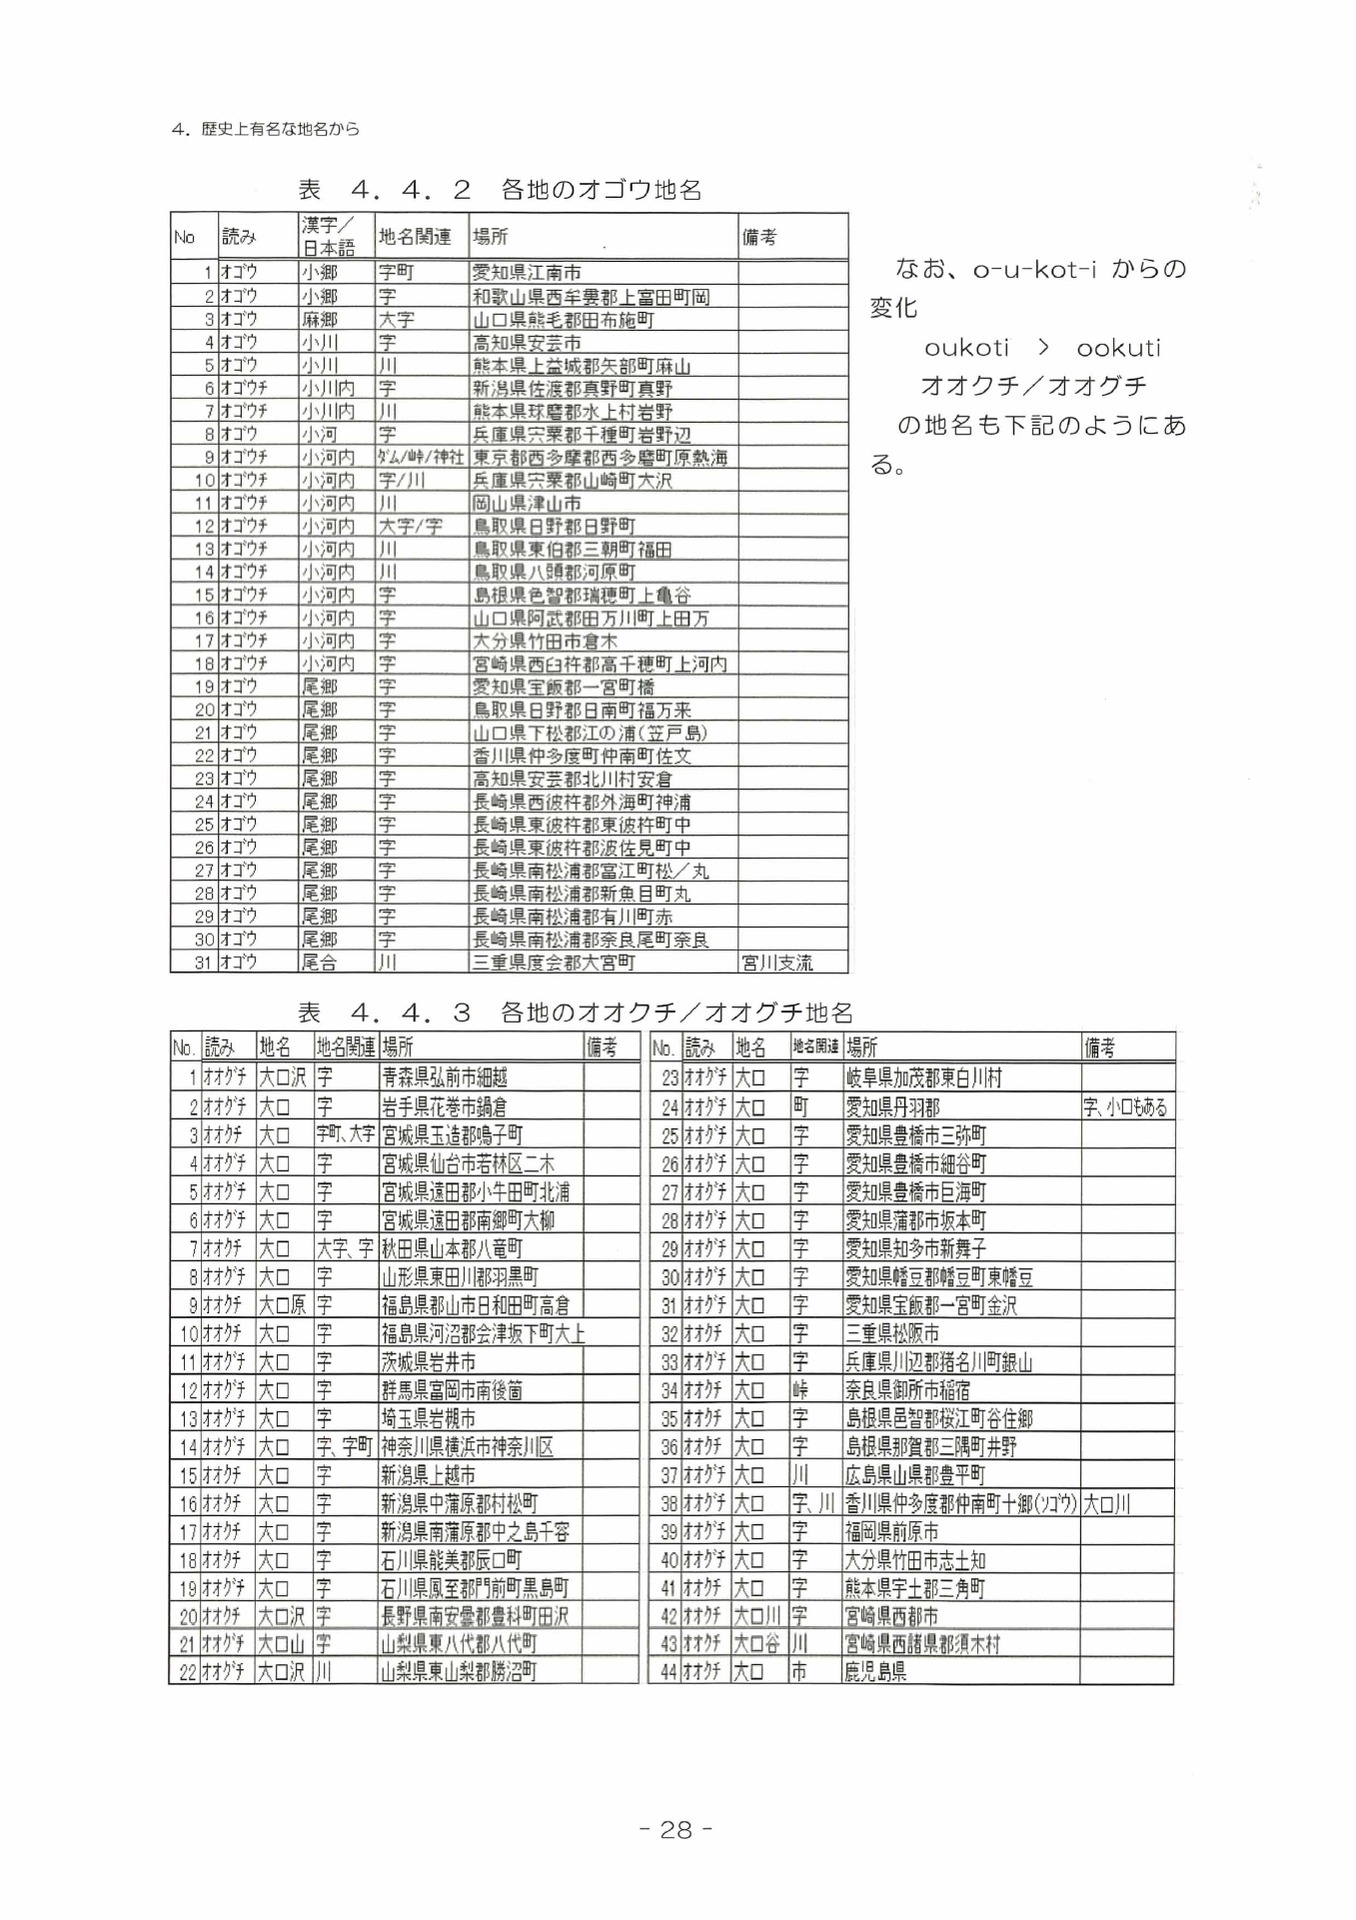 4．歴史上有名な地名から
表　4．4．2　各地のオゴウ地名
No 読み 漢字／日本語 地名関連 場所 備考
1 オゴウ 小郷 字町 愛知県江南市
2 オゴウ 小郷 字 和歌山県西牟婁郡上富田町岡
3 オゴウ 麻郷 大字 山口県熊毛郡田布施町
4 オゴウ 小川 字 高知県安芸市
5 オゴウ 小川 川 熊本県上益城郡矢部町麻山
6 オゴウチ 小川内 字 新潟県佐渡郡真野町真野
7 オゴウチ 小川内 川 熊本県球磨郡水上村岩野
8 オゴウ 小河 字 兵庫県宍粟郡千種町岩野辺
9 オゴウチ 小河内 ダム/峠/神社 東京都西多摩郡西多磨町原熱海
10 オゴウチ 小河内 字/川 兵庫県宍粟郡山崎町大沢
11 オゴウチ 小河内 川 岡山県津山市
12 オゴウチ 小河内 大字/字 鳥取県日野郡日野町
13 オゴウチ 小河内 川 鳥取県東伯郡三朝町福田
14 オゴウチ 小河内 川 鳥取県八頭郡河原町
15 オゴウチ 小河内 字 島根県色智郡瑞穂町上亀谷
16 オゴウチ 小河内 字 山口県阿武郡田万川町上田万
17 オゴウチ 小河内 字 大分県竹田市倉木
18 オゴウチ 小河内 字 宮崎県西臼杵郡高千穂町上河内
19 オゴウ 尾郷 字 愛知県宝飯郡一宮町橋
20 オゴウ 尾郷 字 鳥取県日野郡日南町福万来
21 オゴウ 尾郷 字 山口県下松郡江の浦(笠戸島)
22 オゴウ 尾郷 字 香川県仲多度町仲南町佐文
23 オゴウ 尾郷 字 高知県安芸郡北川村安倉
24 オゴウ 尾郷 字 長崎県西彼杵郡外海町神浦
25 オゴウ 尾郷 字 長崎県東彼杵郡東彼杵町中
26 オゴウ 尾郷 字 長崎県東彼杵郡波佐見町中
27 オゴウ 尾郷 字 長崎県南松浦郡富江町松／丸
28 オゴウ 尾郷 字 長崎県南松浦郡新魚目町丸
29 オゴウ 尾郷 字 長崎県南松浦郡有川町赤
30 オゴウ 尾郷 字 長崎県南松浦郡奈良尾町奈良
31 オゴウ 尾合 川 三重県度会郡大宮町 宮川支流
なお、o-u-kot-i からの
変化
oukoti　＞　ookuti
オオクチ／オオグチ
の地名も下記のようにあ
る。
表　4．4．3　各地のオオクチ／オオグチ地名
No. 読み 地名 地名関連 場所 備考
1 オオグチ 大口沢 字 青森県弘前市細越
2 オオグチ 大口 字 岩手県花巻市鍋倉
3 オオクチ 大口 字町、大字 宮城県玉造郡鳴子町
4 オオグチ 大口 字 宮城県仙台市若林区二木
5 オオグチ 大口 字 宮城県遠田郡小牛田町北浦
6 オオグチ 大口 字 宮城県遠田郡南郷町大柳
7 オオクチ 大口 大字、字 秋田県山本郡八竜町
8 オオグチ 大口 字 山形県東田川郡羽黒町
9 オオクチ 大口原 字 福島県郡山市日和田町高倉
10 オオクチ 大口 字 福島県河沼郡会津坂下町大上
11 オオグチ 大口 字 茨城県岩井市
12 オオグチ 大口 字 群馬県富岡市南後箇
13 オオグチ 大口 字 埼玉県岩槻市
14 オオグチ 大口 字、字町 神奈川県横浜市神奈川区
15 オオクチ 大口 字 新潟県上越市
16 オオクチ 大口 字 新潟県中蒲原郡村松町
17 オオクチ 大口 字 新潟県南蒲原郡中之島千容
18 オオクチ 大口 字 石川県能美郡辰口町
19 オオグチ 大口 字 石川県鳳至郡門前町黒島町
20 オオクチ 大口沢 字 長野県南安曇郡豊科町田沢
21 オオグチ 大口山 字 山梨県東八代郡八代町
22 オオグチ 大口沢 川 山梨県東山梨郡勝沼町
No. 読み 地名 地名関連 場所 備考
23 オオグチ 大口 字 岐阜県加茂郡東白川村
24 オオグチ 大口 町 愛知県丹羽郡 字、小口もある
25 オオグチ 大口 字 愛知県豊橋市三弥町
26 オオグチ 大口 字 愛知県豊橋市細谷町
27 オオグチ 大口 字 愛知県豊橋市巨海町
28 オオグチ 大口 字 愛知県蒲郡市坂本町
29 オオグチ 大口 字 愛知県知多市新舞子
30 オオグチ 大口 字 愛知県幡豆郡幡豆町東幡豆
31 オオグチ 大口 字 愛知県宝飯郡一宮町金沢
32 オオクチ 大口 字 三重県松阪市
33 オオグチ 大口 字 兵庫県川辺郡猪名川町銀山
34 オオクチ 大口 峠 奈良県御所市稲宿
35 オオクチ 大口 字 島根県邑智郡桜江町谷住郷
36 オオクチ 大口 字 島根県那賀郡三隅町井野
37 オオグチ 大口 川 広島県山県郡豊平町
38 オオグチ 大口 字、川 香川県仲多度郡仲南町十郷(ソゴウ) 大口川
39 オオグチ 大口 字 福岡県前原市
40 オオグチ 大口 字 大分県竹田市志土知
41 オオクチ 大口 字 熊本県宇土郡三角町
42 オオクチ 大口川 字 宮崎県西都市
43 オオクチ 大口谷 川 宮崎県西諸県郡須木村
44 オオクチ 大口 市 鹿児島県
- 28 -